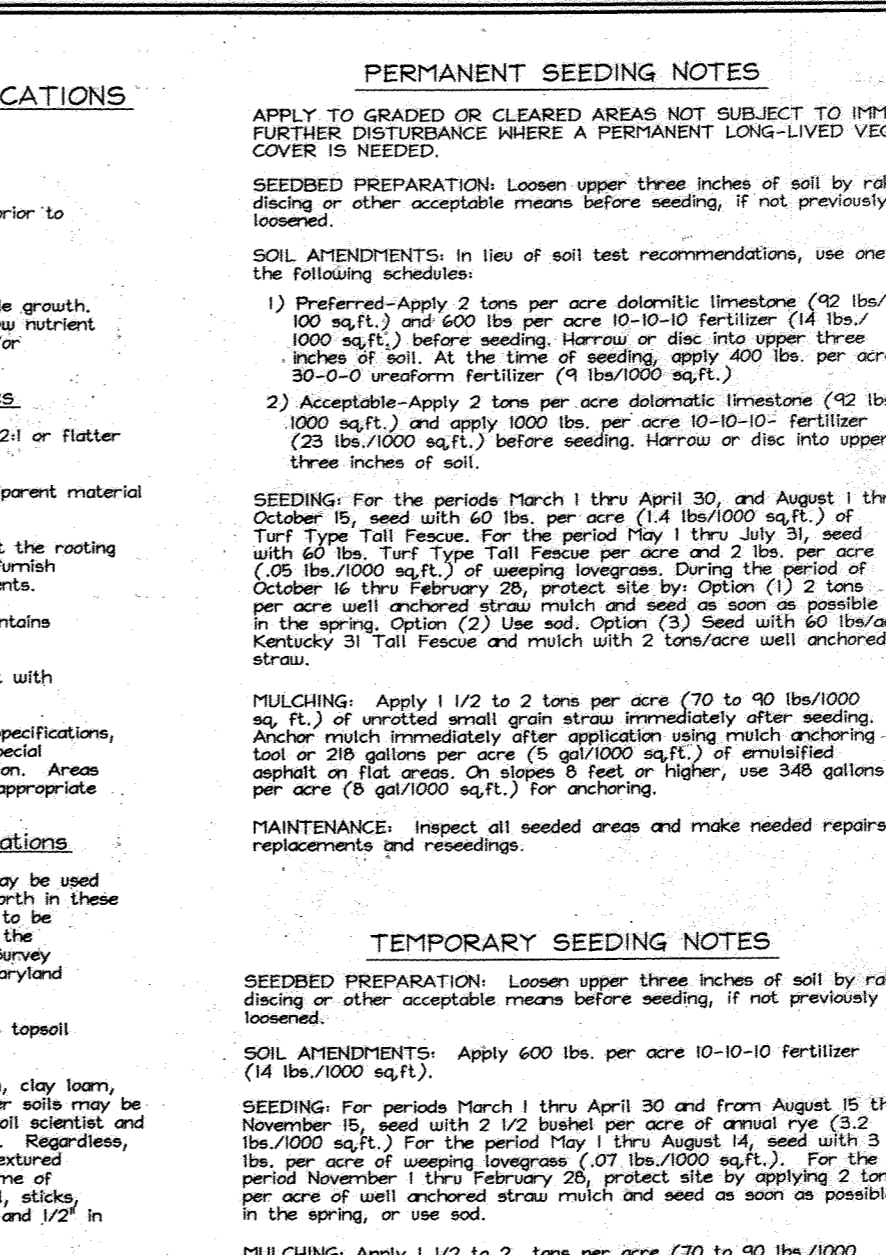 CATIONS
prior to
le growth.
ow nutrient
/or
cs
2:1 or flatter
parent material
t the rooting
furnish
ents.
ntains
t with
pecifications,
pecial
on. Areas
appropriate
ations
ay be used
orth in these
to be
the
Survey
aryland
topsoil
, clay loam,
er soils may be
oil scientist and
. Regardless,
extured
me of
l, sticks,
and 1/2" in
PERMANENT SEEDING NOTES
APPLY TO GRADED OR CLEARED AREAS NOT SUBJECT TO IMM
FURTHER DISTURBANCE WHERE A PERMANENT LONG-LIVED VEG
COVER IS NEEDED.
SEEDBED PREPARATION: Loosen upper three inches of soil by rak
discing or other acceptable means before seeding, if not previously
loosened.
SOIL AMENDMENTS: In lieu of soil test recommendations, use one
the following schedules:
1) Preferred-Apply 2 tons per acre dolomitic limestone (92 lbs/
100 sq.ft.) and 600 lbs per acre 10-10-10 fertilizer (14 lbs./
1000 sq.ft.) before seeding. Harrow or disc into upper three
inches of soil. At the time of seeding, apply 400 lbs. per acre
30-0-0 ureaform fertilizer (9 lbs/1000 sq.ft.)
2) Acceptable-Apply 2 tons per acre dolomatic limestone (92 lbs
1000 sq.ft.) and apply 1000 lbs. per acre 10-10-10- fertilizer
(23 lbs./1000 sq.ft.) before seeding. Harrow or disc into upper
three inches of soil.
SEEDING: For the periods March 1 thru April 30, and August 1 thr
October 15, seed with 60 lbs. per acre (1.4 lbs/1000 sq.ft.) of
Turf Type Tall Fescue. For the period May 1 thru July 31, seed
with 60 lbs. Turf Type Tall Fescue per acre and 2 lbs. per acre
(.05 lbs./1000 sq.ft.) of weeping lovegrass. During the period of
October 16 thru February 28, protect site by: Option (1) 2 tons
per acre well anchored straw mulch and seed as soon as possible
in the spring. Option (2) Use sod. Option (3) Seed with 60 lbs/ac
Kentucky 31 Tall Fescue and mulch with 2 tons/acre well anchored
straw.
MULCHING: Apply 1 1/2 to 2 tons per acre (70 to 90 lbs/1000
sq. ft.) of unrotted small grain straw immediately after seeding.
Anchor mulch immediately after application using mulch anchoring
tool or 218 gallons per acre (5 gal/1000 sq.ft.) of emulsified
asphalt on flat areas. On slopes 8 feet or higher, use 348 gallons
per acre (8 gal/1000 sq.ft.) for anchoring.
MAINTENANCE: Inspect all seeded areas and make needed repairs
replacements and reseedings.
TEMPORARY SEEDING NOTES
SEEDBED PREPARATION: Loosen upper three inches of soil by ra
discing or other acceptable means before seeding, if not previously
loosened.
SOIL AMENDMENTS: Apply 600 lbs. per acre 10-10-10 fertilizer
(14 lbs./1000 sq.ft).
SEEDING: For periods March 1 thru April 30 and from August 15 th
November 15, seed with 2 1/2 bushel per acre of annual rye (3.2
lbs./1000 sq.ft.) For the period May 1 thru August 14, seed with 3
lbs. per acre of weeping lovegrass (.07 lbs./1000 sq.ft.). For the
period November 1 thru February 28, protect site by applying 2 ton
per acre of well anchored straw mulch and seed as soon as possible
in the spring, or use sod.
MULCHING: Apply 1 1/2 to 2 tons per acre (70 to 90 lbs./1000